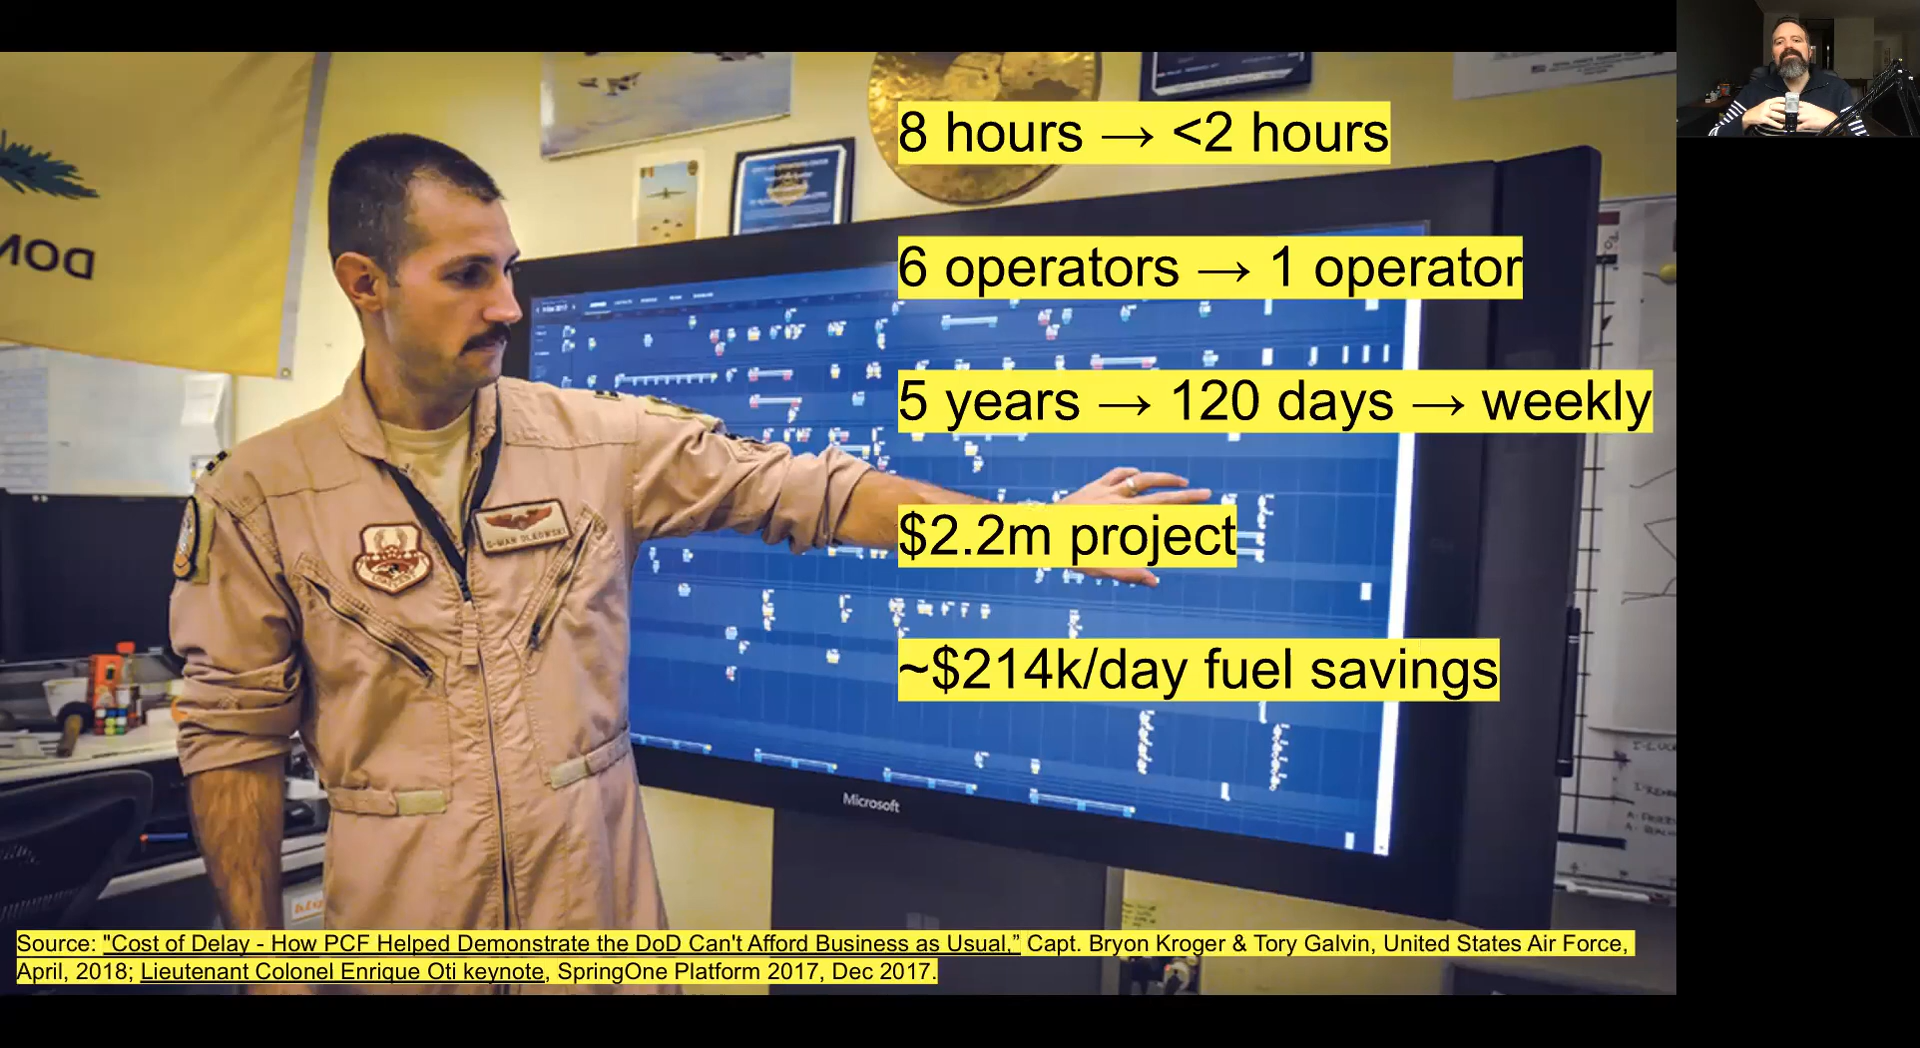 8 hours → <2 hours
6 operators → 1 operator
5 years → 120 days → weekly
$2.2m project
~$214k/day fuel savings
Microsoft
Source: "Cost of Delay - How PCF Helped Demonstrate the DoD Can't Afford Business as Usual,” Capt. Bryon Kroger & Tory Galvin, United States Air Force,
April, 2018; Lieutenant Colonel Enrique Oti keynote, SpringOne Platform 2017, Dec 2017.